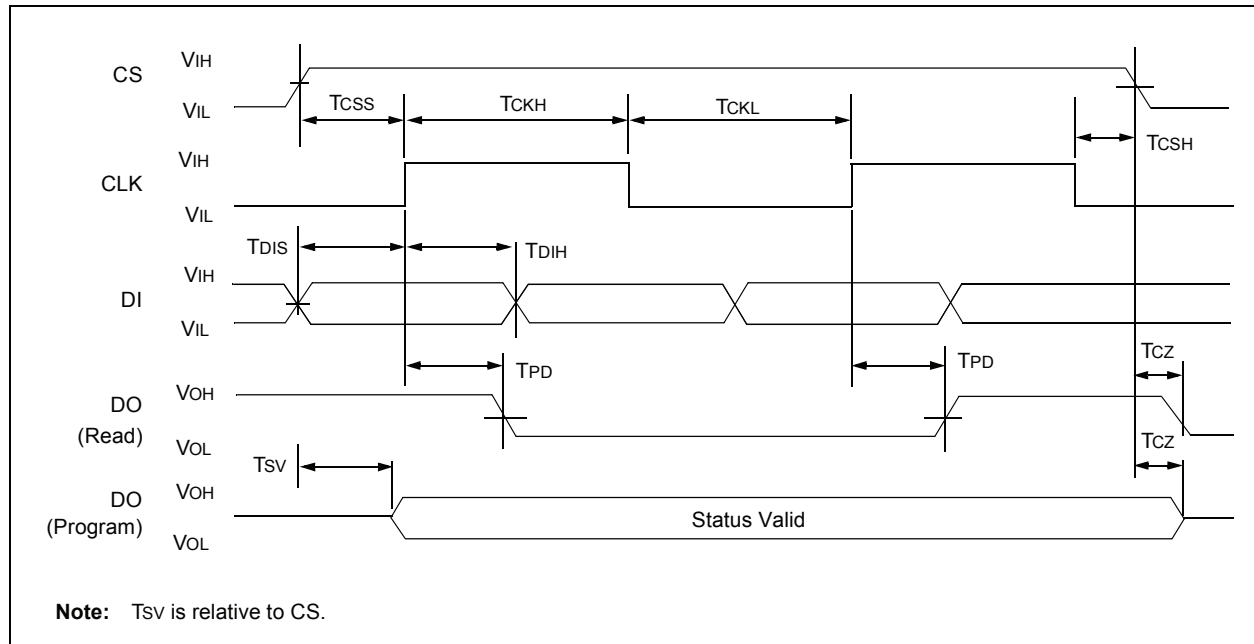 CS
VIH
VIL
TCSS
TCKH
TCKL
TCSH
CLK
VIH
VIL
TDIS
TDIH
DI
VIH
VIL
TPD
TPD
TCZ
DO
(Read)
VOH
VOL
TCZ
TSV
DO
(Program)
VOH
VOL
Status Valid
Note: TSV is relative to CS.